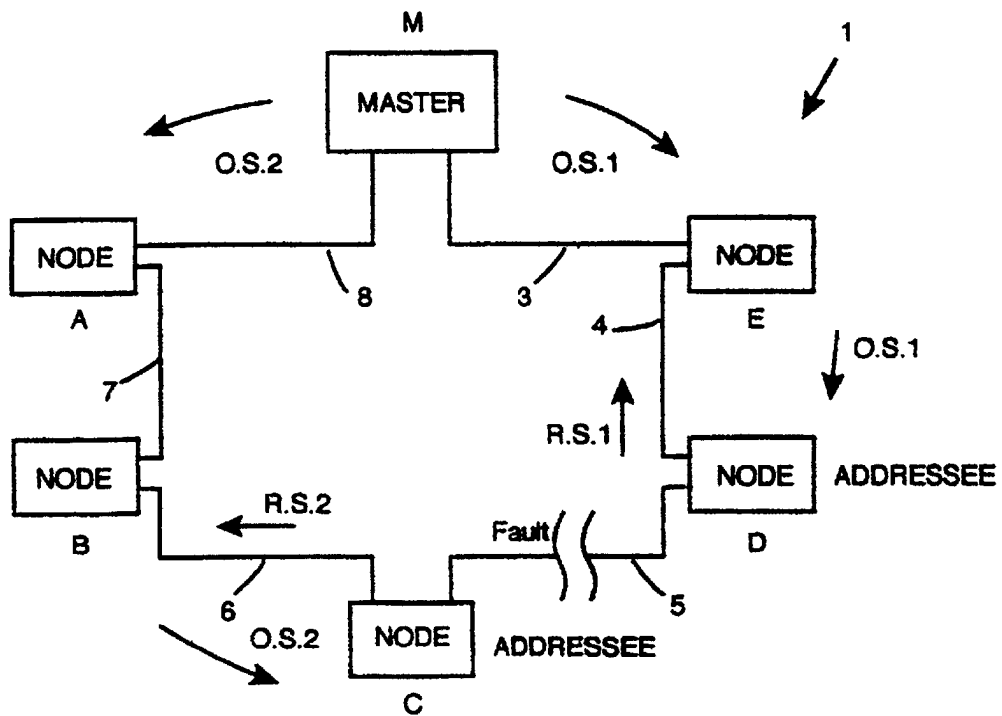 M
1
MASTER
O.S.2
O.S.1
NODE
NODE
8
3
A
E
4
7
O.S.1
R.S.1
NODE
NODE
ADDRESSEE
R.S.2
Fault
B
D
6
5
O.S.2
NODE
ADDRESSEE
C